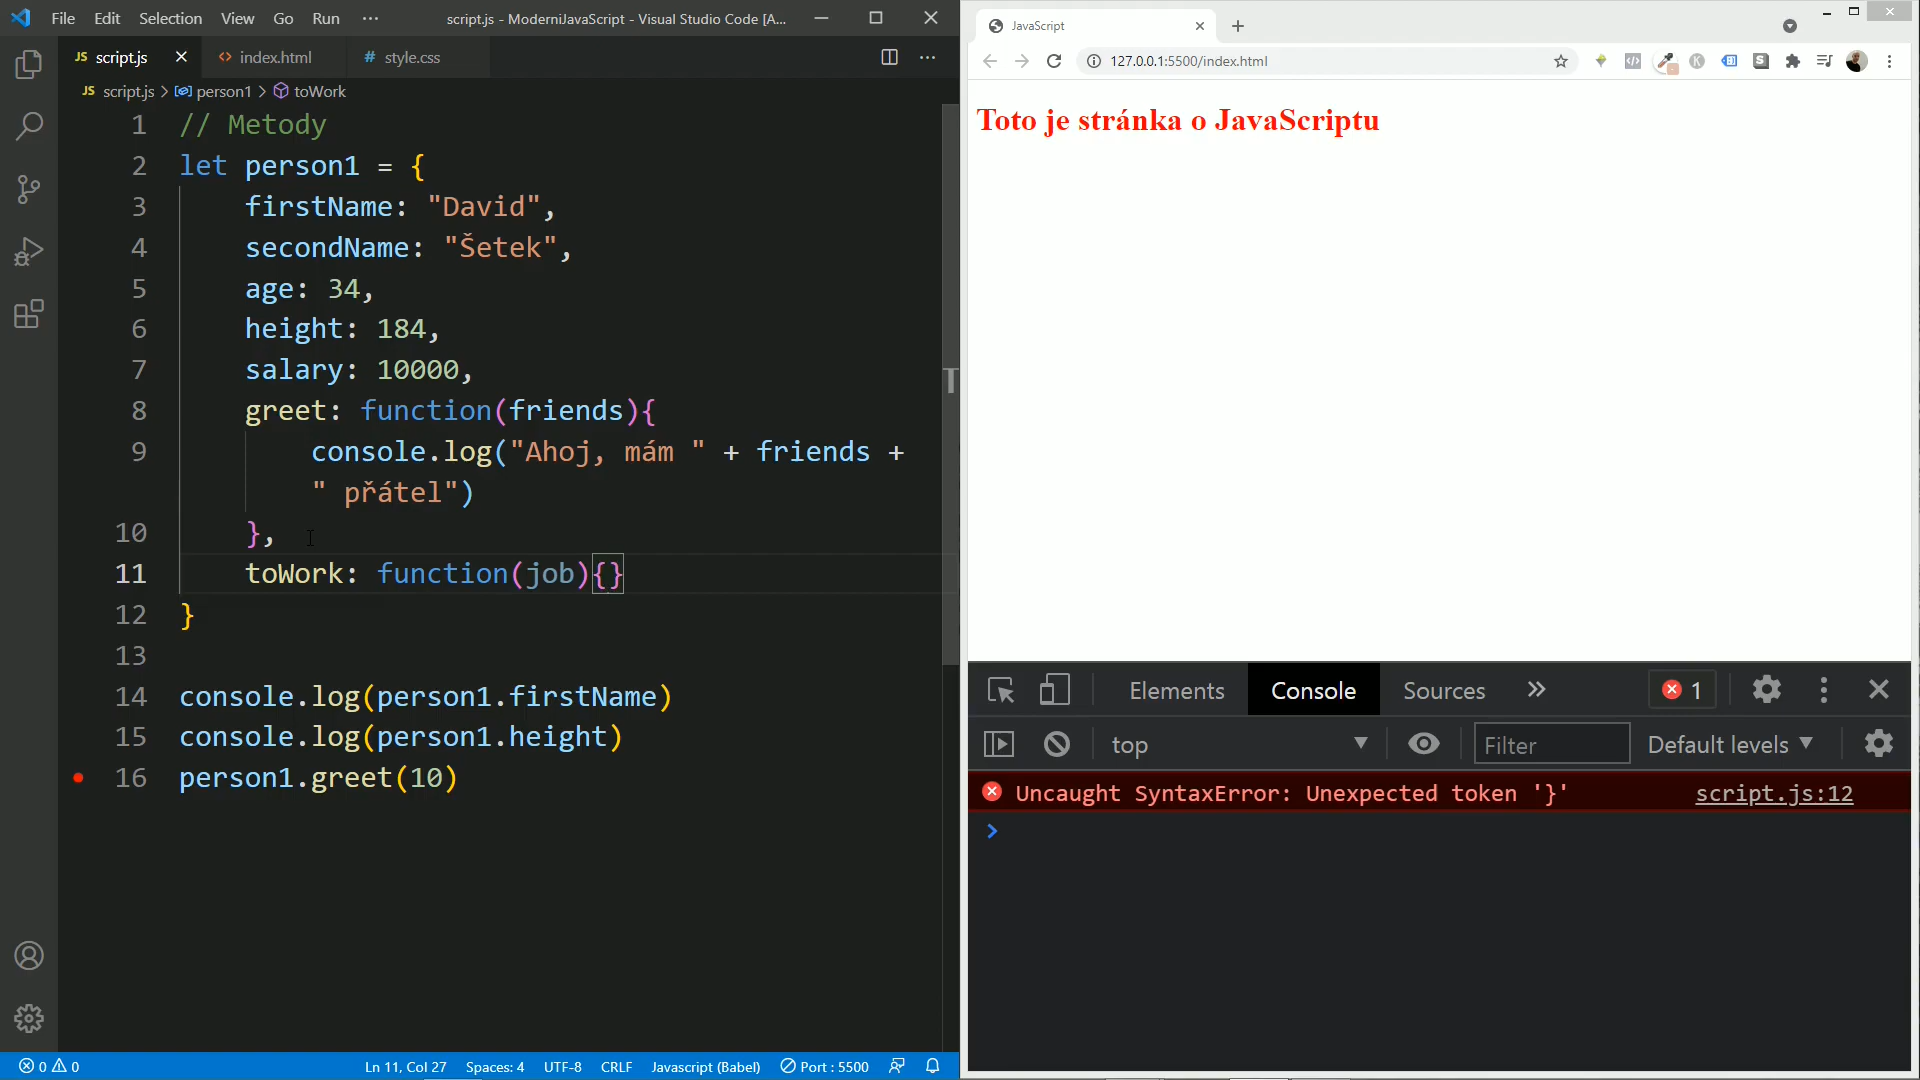 File Edit Selection View Go Run ··· script.js - ModerniJavaScript - Visual Studio Code [A...
JS script.js index.html # style.css
JS script.js > person1 > toWork
1 // Metody
2 let person1 = {
3 firstName: "David",
4 secondName: "Šetek",
5 age: 34,
6 height: 184,
7 salary: 10000,
8 greet: function(friends){
9 console.log("Ahoj, mám " + friends +
" přátel")
10 },
11 toWork: function(job){}
12 }
13
14 console.log(person1.firstName)
15 console.log(person1.height)
16 person1.greet(10)
0 0 Ln 11, Col 27 Spaces: 4 UTF-8 CRLF Javascript (Babel) Port : 5500
JavaScript
127.0.0.1:5500/index.html
Toto je stránka o JavaScriptu
Elements Console Sources 1
top Filter Default levels
Uncaught SyntaxError: Unexpected token '}' script.js:12